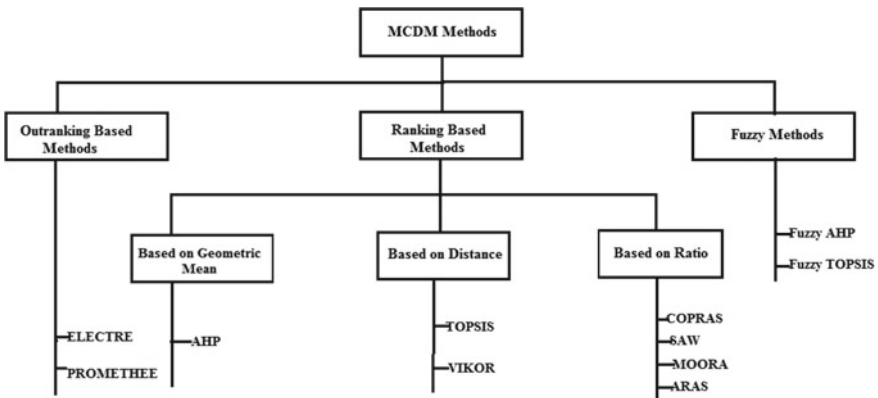 MCDM Methods
Outranking Based
Methods
Ranking Based
Methods
Fuzzy Methods
Based on Geometric
Mean
Based on Distance
Based on Ratio
Fuzzy AHP
Fuzzy TOPSIS
ELECTRE
PROMETHEE
AHP
TOPSIS
VIKOR
COPRAS
SAW
MOORA
ARAS